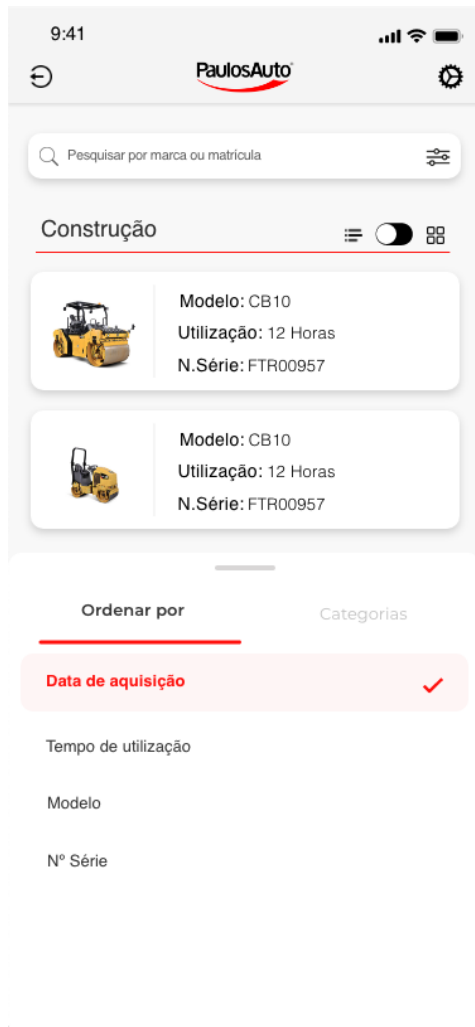 9:41
PaulosAuto
Pesquisar por marca ou matrícula
Construção
Modelo: CB10
Utilização: 12 Horas
N.Série: FTR00957
Modelo: CB10
Utilização: 12 Horas
N.Série: FTR00957
Ordenar por
Categorias
Data de aquisição
Tempo de utilização
Modelo
Nº Série